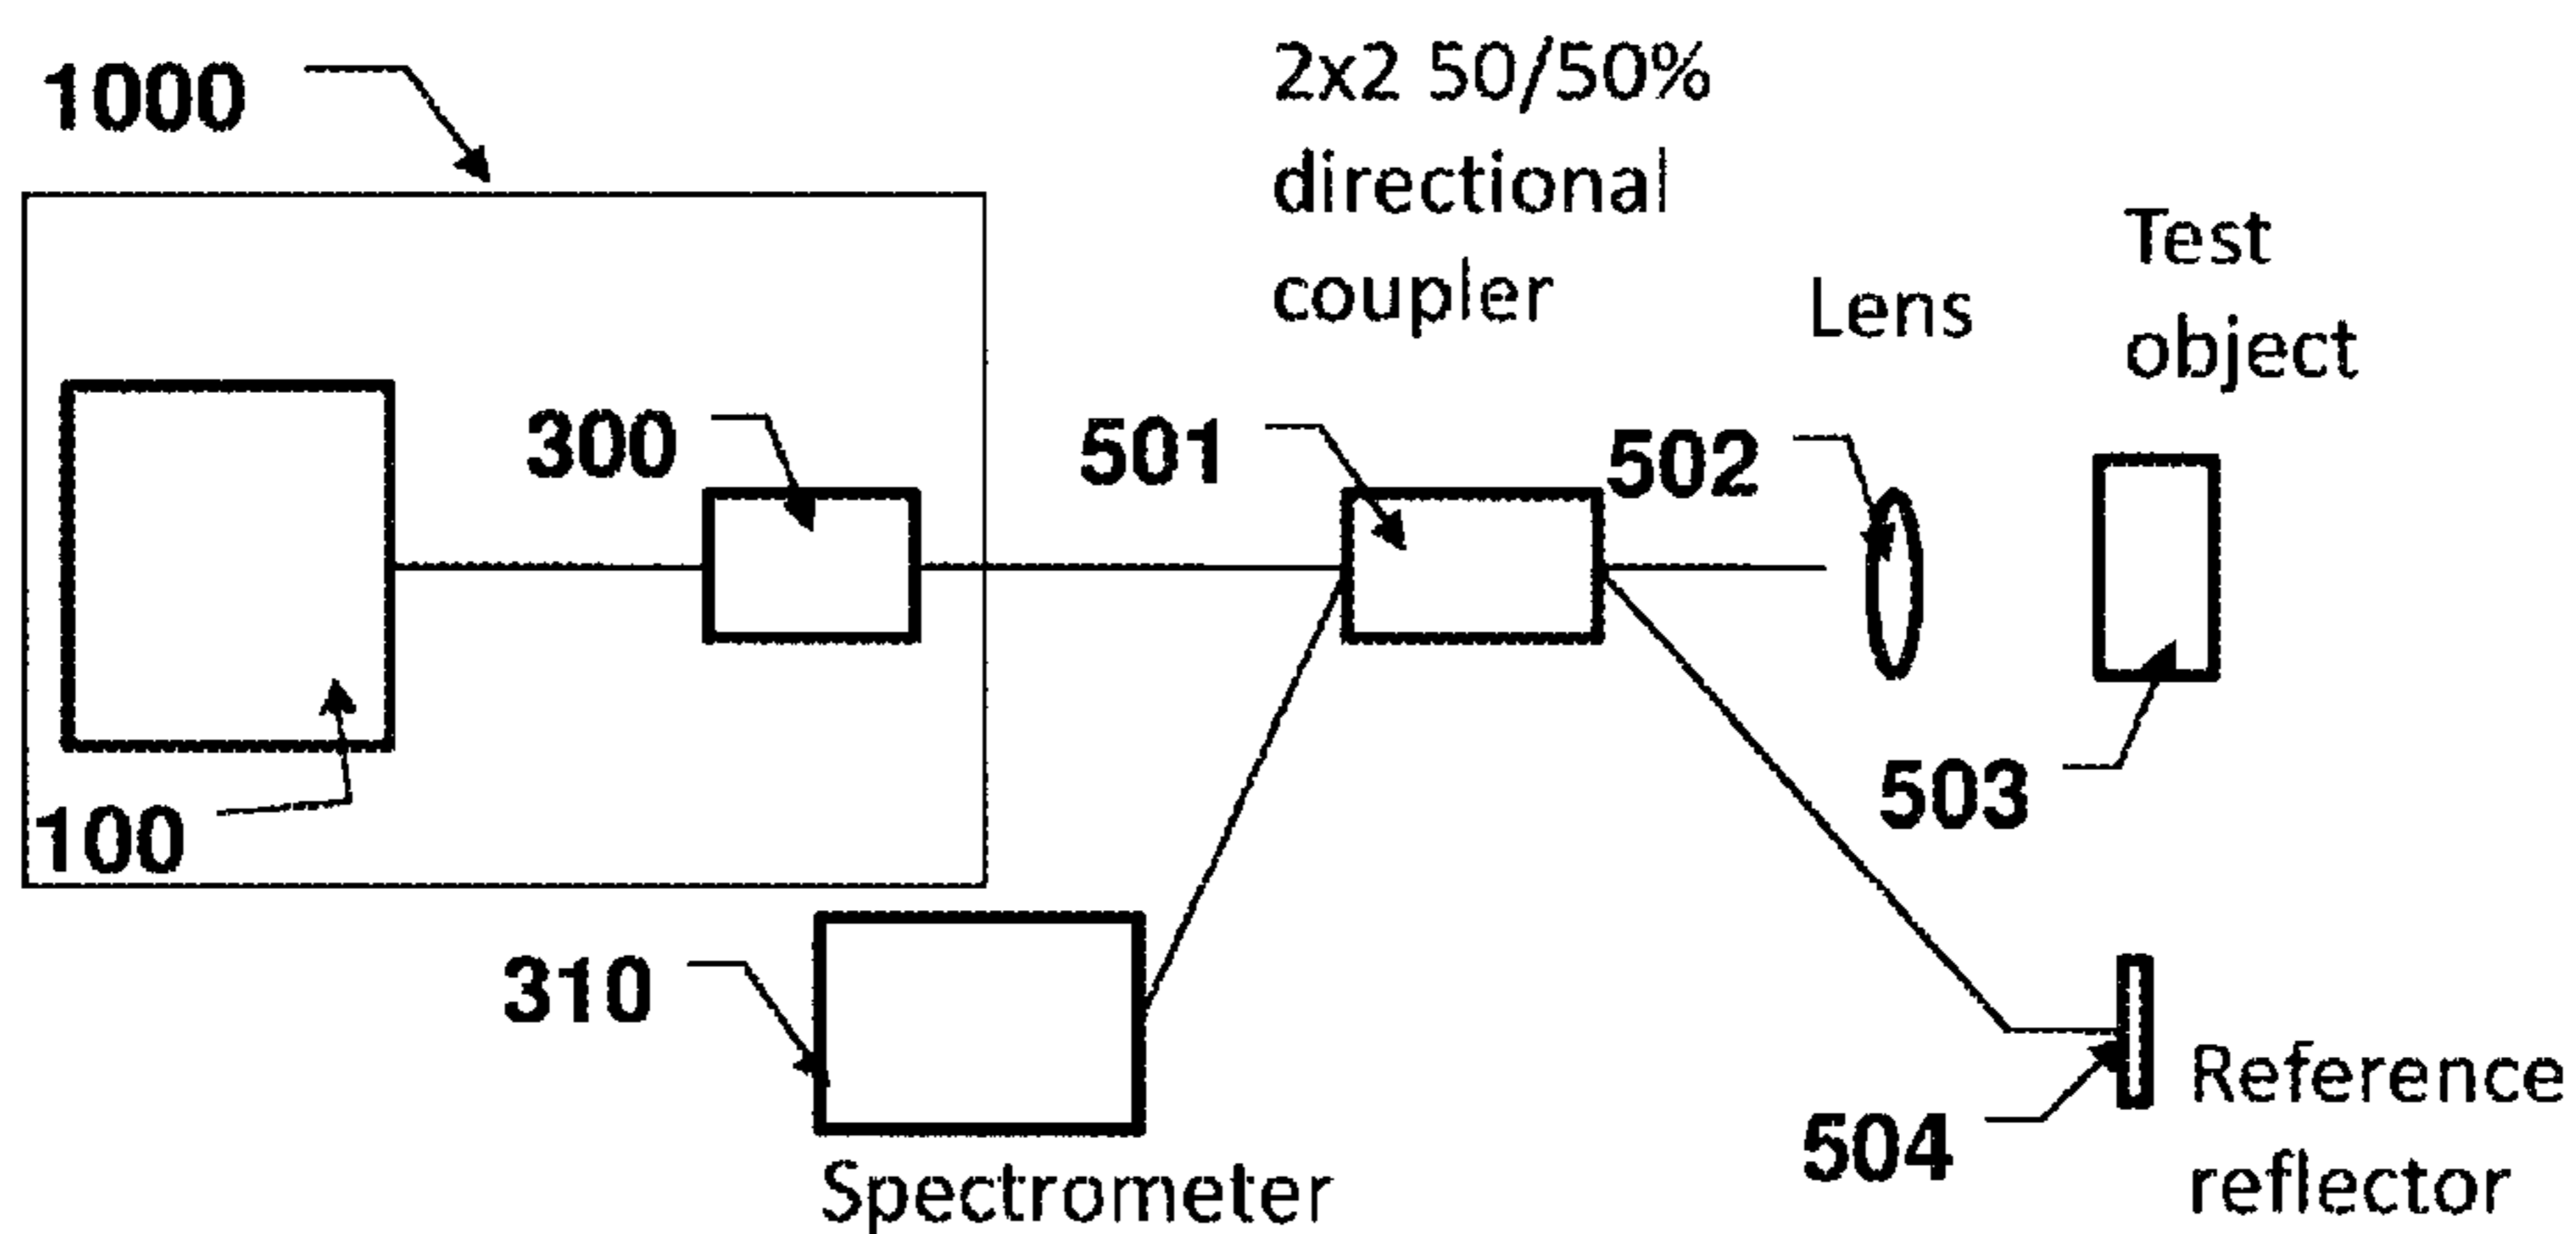 1000
2x2 50/50%
directional
coupler
Test
object
Lens
300
501
502
503
100
310
Spectrometer
504
Reference
reflector